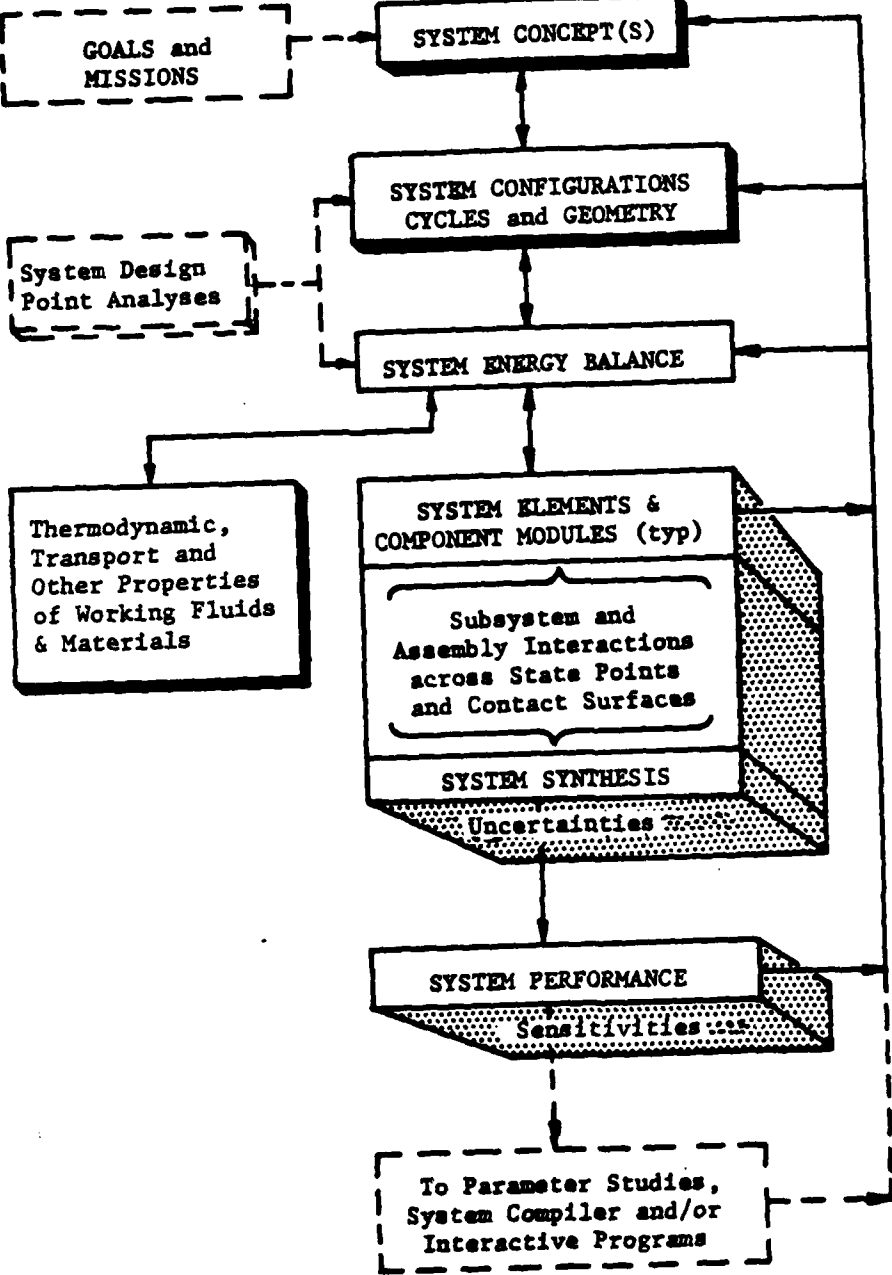 GOALS and
MISSIONS
SYSTEM CONCEPT(S)
SYSTEM CONFIGURATIONS
CYCLES and GEOMETRY
System Design
Point Analyses
SYSTEM ENERGY BALANCE
Thermodynamic,
Transport and
Other Properties
of Working Fluids
& Materials
SYSTEM ELEMENTS &
COMPONENT MODULES (typ)
Subsystem and
Assembly Interactions
across State Points
and Contact Surfaces
SYSTEM SYNTHESIS
Uncertainties
SYSTEM PERFORMANCE
Sensitivities
To Parameter Studies,
System Compiler and/or
Interactive Programs